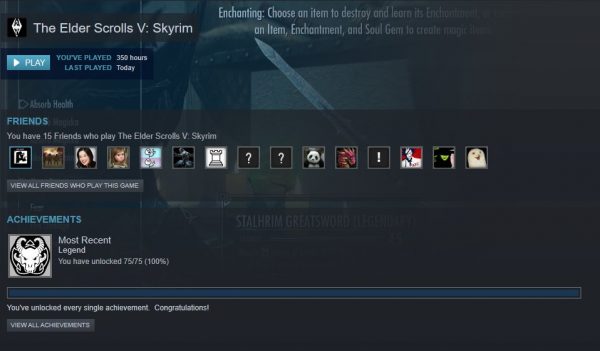 Enchanting: Choose an item to destroy and learn its Enchantment, or
an Item, Enchantment, and Soul Gem to create magic
The Elder Scrolls V: Skyrim
PLAY
YOU'VE PLAYED 350 hours
LAST PLAYED Today
Absorb Health
Magicka
FRIENDS
You have 15 Friends who play The Elder Scrolls V: Skyrim
? ? !
KFC
VIEW ALL FRIENDS WHO PLAY THIS GAME
Fear
STALHRIM GREATSWORD (LEGENDARY)
ACHIEVEMENTS
Most Recent
Legend
You have unlocked 75/75 (100%)
You've unlocked every single achievement. Congratulations!
VIEW ALL ACHIEVEMENTS